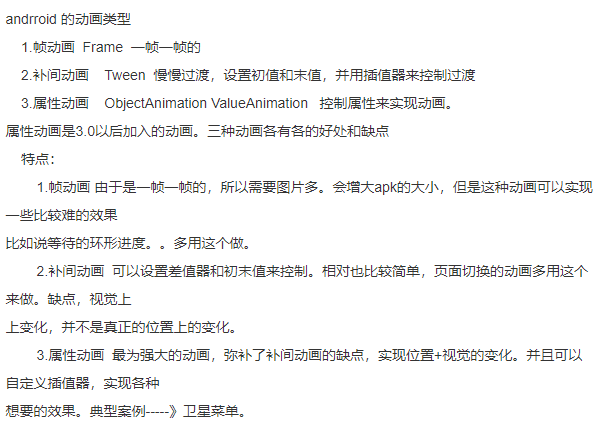 andrroid 的动画类型
1.帧动画 Frame 一帧一帧的
2.补间动画 Tween 慢慢过渡，设置初值和末值，并用插值器来控制过渡
3.属性动画 ObjectAnimation ValueAnimation 控制属性来实现动画。
属性动画是3.0以后加入的动画。三种动画各有各的好处和缺点
特点：
1.帧动画 由于是一帧一帧的，所以需要图片多。会增大apk的大小，但是这种动画可以实现
一些比较难的效果
比如说等待的环形进度。。多用这个做。
2.补间动画 可以设置差值器和初末值来控制。相对也比较简单，页面切换的动画多用这个
来做。缺点，视觉上
上变化，并不是真正的位置上的变化。
3.属性动画 最为强大的动画，弥补了补间动画的缺点，实现位置+视觉的变化。并且可以
自定义插值器，实现各种
想要的效果。典型案例-----》卫星菜单。